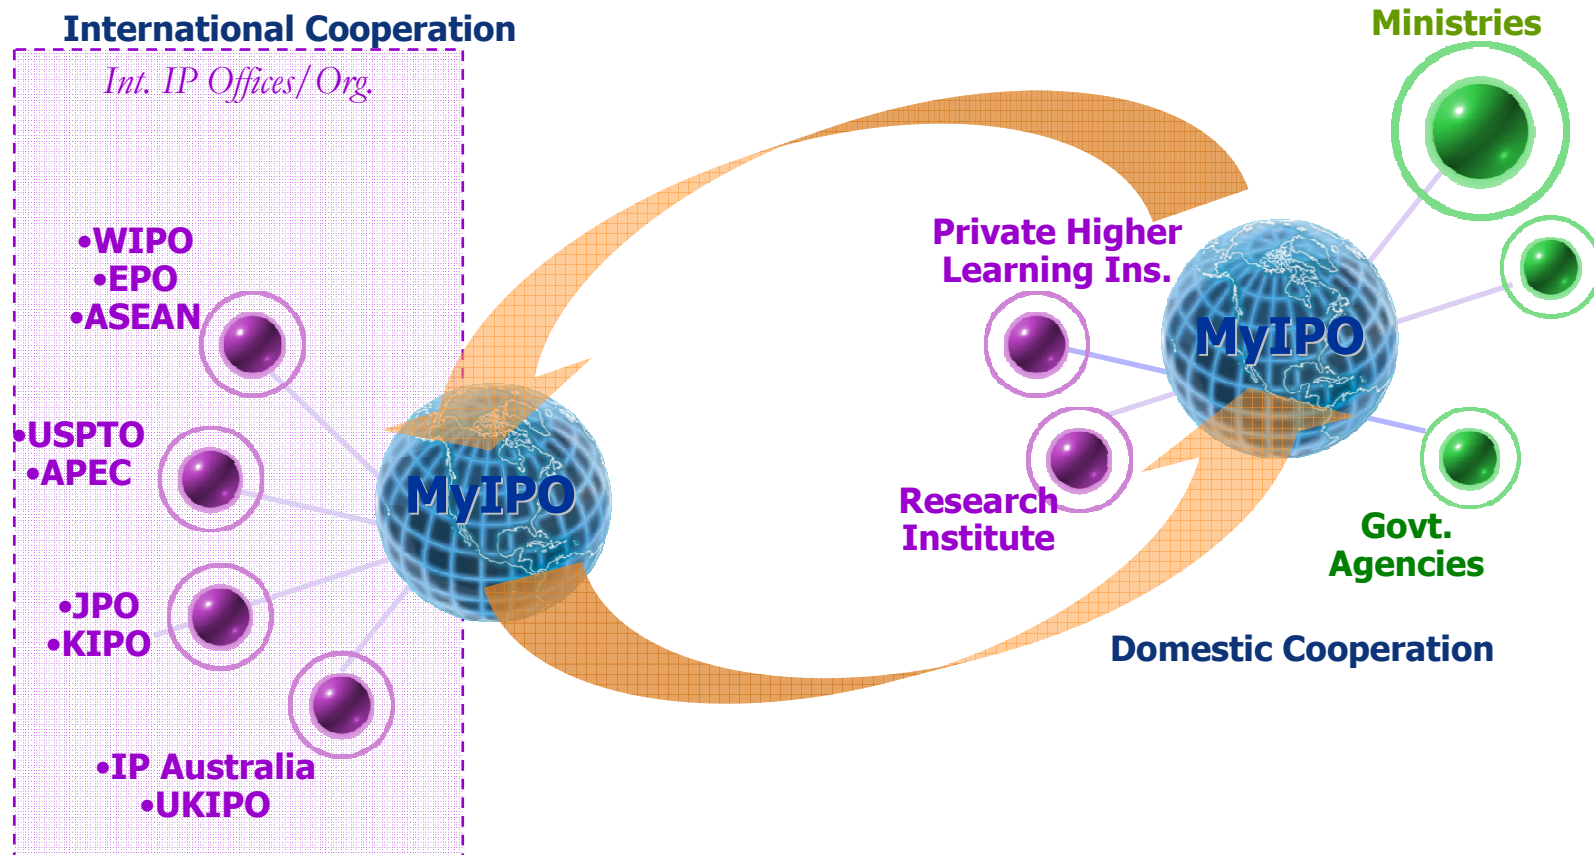 International Cooperation
Int. IP Offices/Org.
•WIPO
•EPO
•ASEAN
•USPTO
•APEC
•JPO
•KIPO
•IP Australia
•UKIPO
MyIPO
Ministries
Private Higher
Learning Ins.
MyIPO
Research
Institute
Govt.
Agencies
Domestic Cooperation